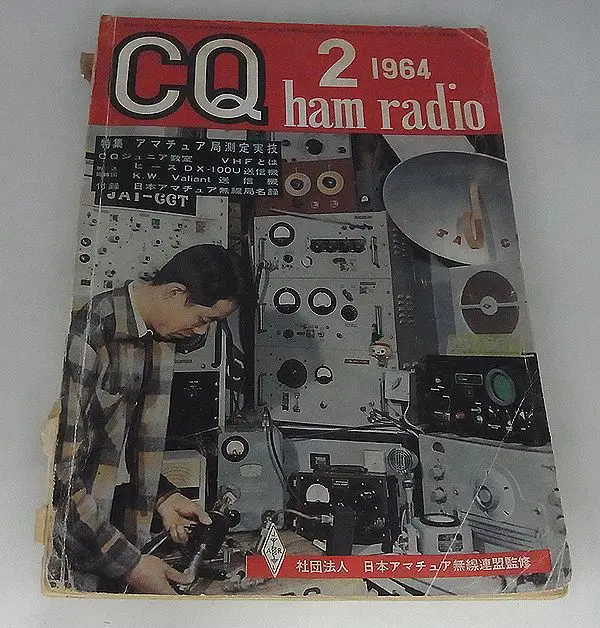 CQ
2 1964
ham radio
特集 アマチュア局測定実技
CQジュニア教室 VHFとは
ヒースDX-100U送信機
K.W. Valiant 送信機
付録 日本アマチュア無線局名録
JA1-CCT
JARL
社団法人 日本アマチュア無線連盟監修